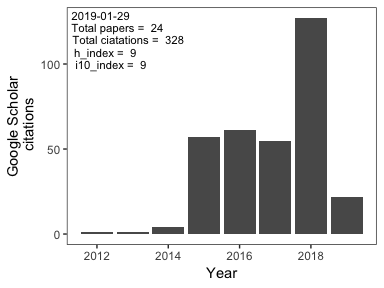 2019-01-29
Total papers = 24
Total ciatations = 328
h_index = 9
i10_index = 9
100
50
0
Google Scholar
citations
2012
2014
2016
2018
Year